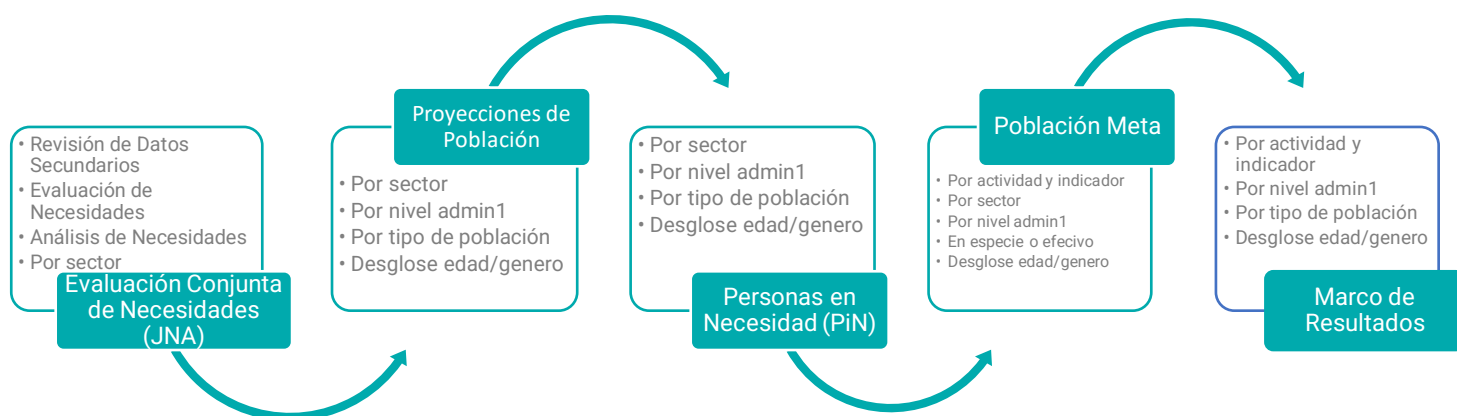 • Revisión de Datos
Secundarios
• Evaluación de
Necesidades
• Análisis de Necesidades
• Por sector
Evaluación Conjunta
de Necesidades
(JNA)
Proyecciones de
Población
• Por sector
• Por nivel admin1
• Por tipo de población
• Desglose edad/genero
• Por sector
• Por nivel admin1
• Por tipo de población
• Desglose edad/genero
Personas en
Necesidad (PiN)
Población Meta
• Por actividad y indicador
• Por sector
• Por nivel admin1
• En especie o efecivo
• Desglose edad/genero
• Por actividad y
indicador
• Por nivel admin1
• Por tipo de población
• Desglose edad/genero
Marco de
Resultados